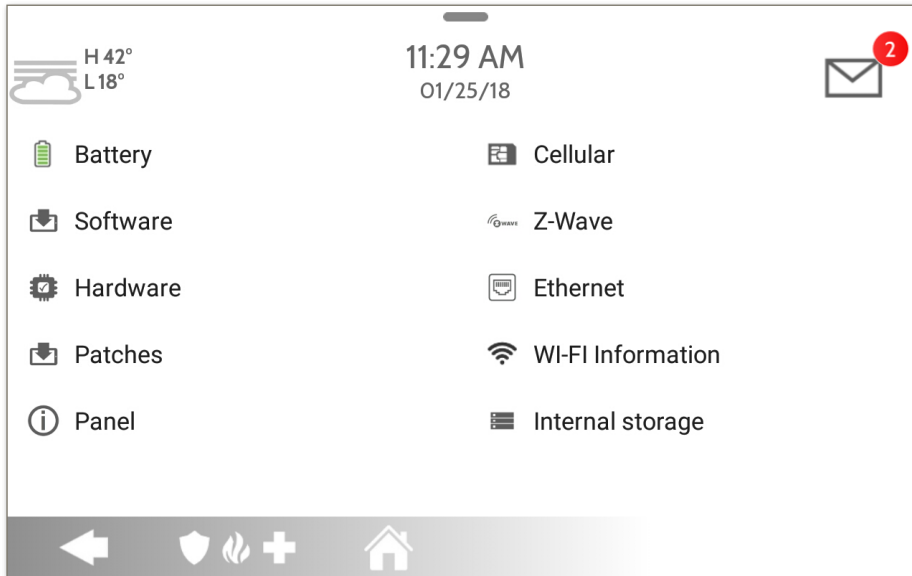 H 42°
L 18°
11:29 AM
01/25/18
2
Battery
Cellular
Software
Z WAVE
Z-Wave
Hardware
Ethernet
Patches
WI-FI Information
Panel
Internal storage